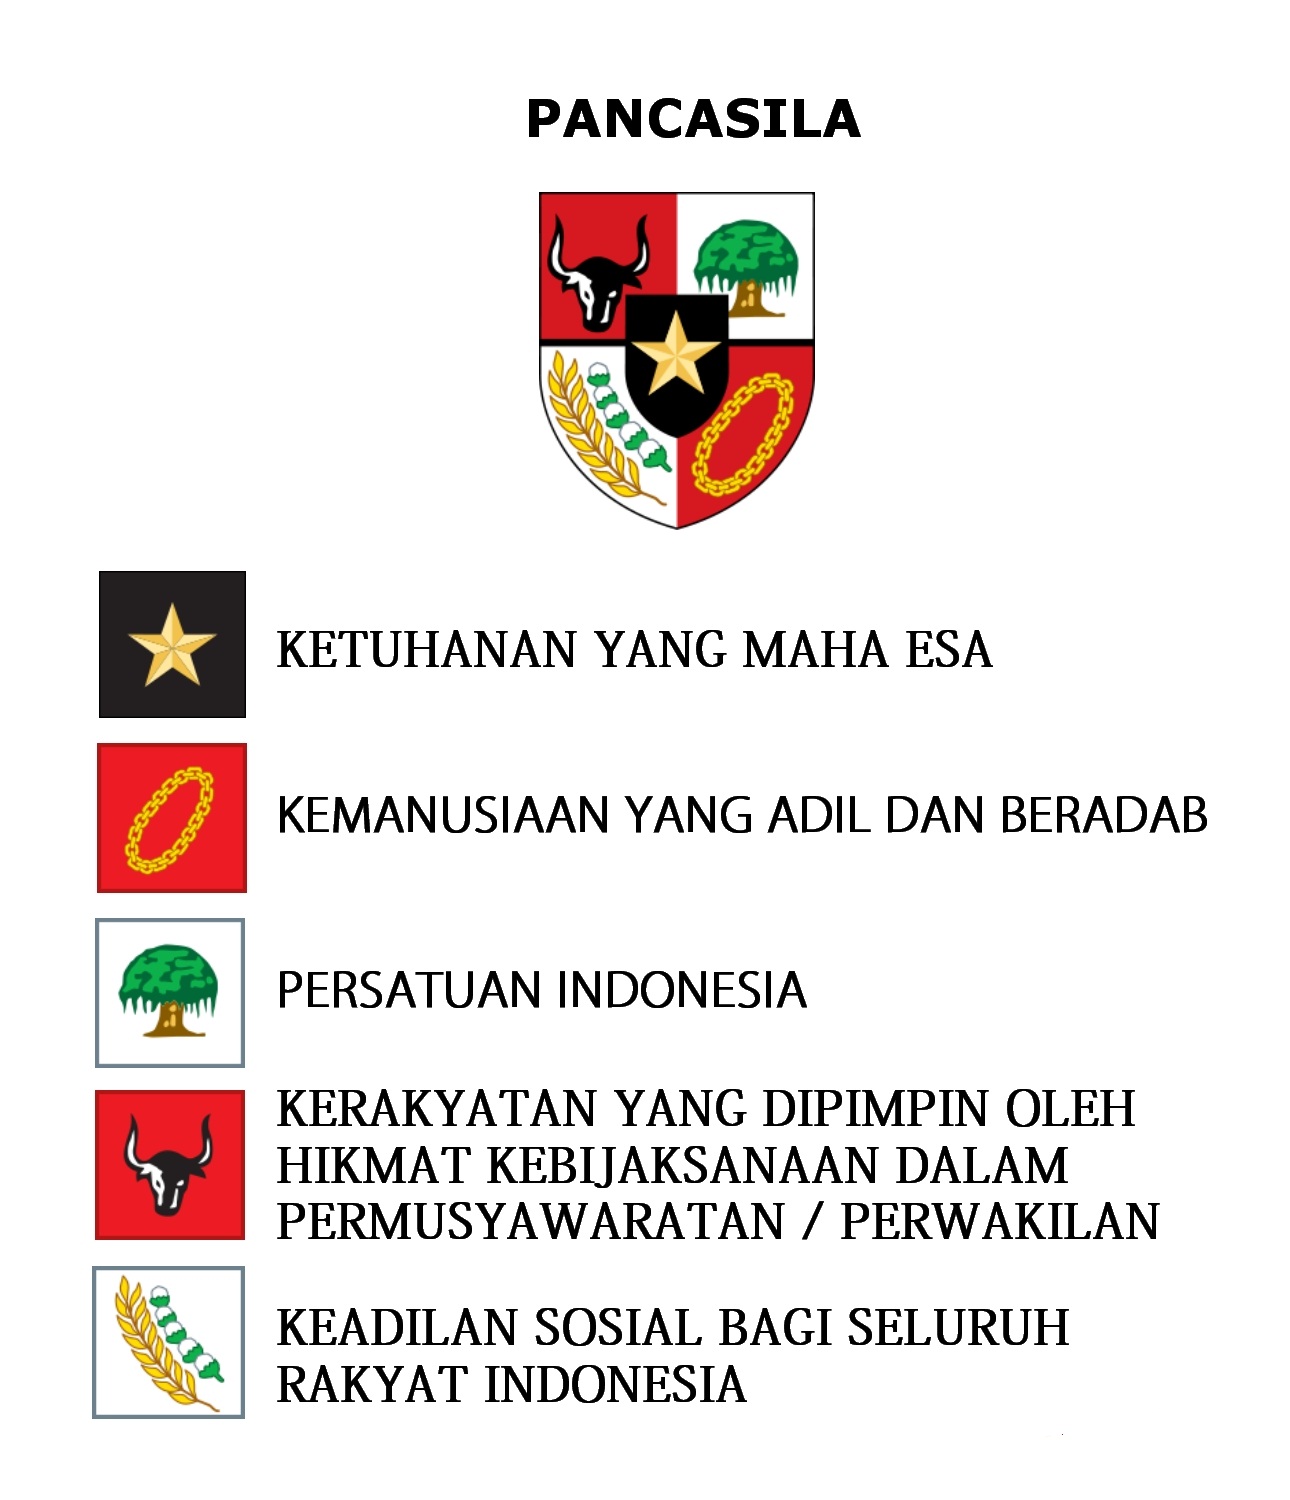 PANCASILA
KETUHANAN YANG MAHA ESA
KEMANUSIAAN YANG ADIL DAN BERADAB
PERSATUAN INDONESIA
KERAKYATAN YANG DIPIMPIN OLEH
HIKMAT KEBIJAKSANAAN DALAM
PERMUSYAWARATAN / PERWAKILAN
KEADILAN SOSIAL BAGI SELURUH
RAKYAT INDONESIA